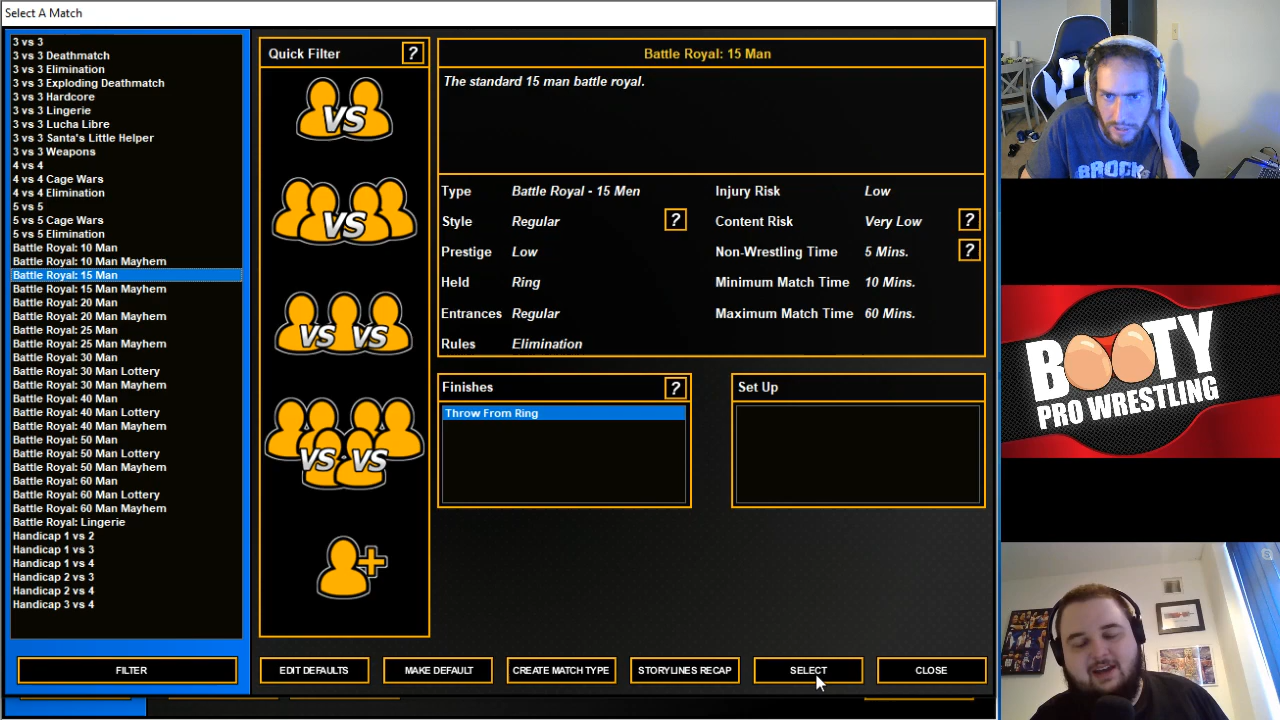 Select A Match
3 vs 3
3 vs 3 Deathmatch
3 vs 3 Elimination
3 vs 3 Exploding Deathmatch
3 vs 3 Hardcore
3 vs 3 Lingerie
3 vs 3 Lucha Libre
3 vs 3 Santa's Little Helper
3 vs 3 Weapons
4 vs 4
4 vs 4 Cage Wars
4 vs 4 Elimination
5 vs 5
5 vs 5 Cage Wars
5 vs 5 Elimination
Battle Royal: 10 Man
Battle Royal: 10 Man Mayhem
Battle Royal: 15 Man
Battle Royal: 15 Man Mayhem
Battle Royal: 20 Man
Battle Royal: 20 Man Mayhem
Battle Royal: 25 Man
Battle Royal: 25 Man Mayhem
Battle Royal: 30 Man
Battle Royal: 30 Man Lottery
Battle Royal: 30 Man Mayhem
Battle Royal: 40 Man
Battle Royal: 40 Man Lottery
Battle Royal: 40 Man Mayhem
Battle Royal: 50 Man
Battle Royal: 50 Man Lottery
Battle Royal: 50 Man Mayhem
Battle Royal: 60 Man
Battle Royal: 60 Man Lottery
Battle Royal: 60 Man Mayhem
Battle Royal: Lingerie
Handicap 1 vs 2
Handicap 1 vs 3
Handicap 1 vs 4
Handicap 2 vs 3
Handicap 2 vs 4
Handicap 3 vs 4
FILTER
Quick Filter ?
VS
VS
VS VS
VS VS
Battle Royal: 15 Man
The standard 15 man battle royal.
Type Battle Royal - 15 Men
Style Regular ?
Prestige Low
Held Ring
Entrances Regular
Rules Elimination
Injury Risk Low
Content Risk Very Low ?
Non-Wrestling Time 5 Mins. ?
Minimum Match Time 10 Mins.
Maximum Match Time 60 Mins.
Finishes ?
Throw From Ring
Set Up
EDIT DEFAULTS
MAKE DEFAULT
CREATE MATCH TYPE
STORYLINES RECAP
SELECT
CLOSE
BROCK
BOOTY
PRO WRESTLING